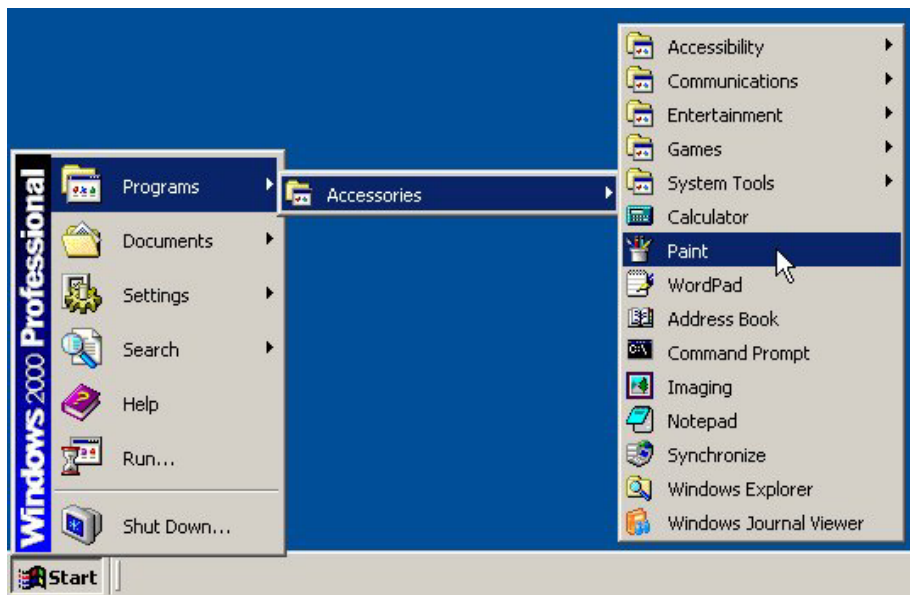 Windows 2000 Professional
Programs
Documents
Settings
Search
Help
Run...
Shut Down...
Start
Accessories
Accessibility
Communications
Entertainment
Games
System Tools
Calculator
Paint
WordPad
Address Book
Command Prompt
Imaging
Notepad
Synchronize
Windows Explorer
Windows Journal Viewer